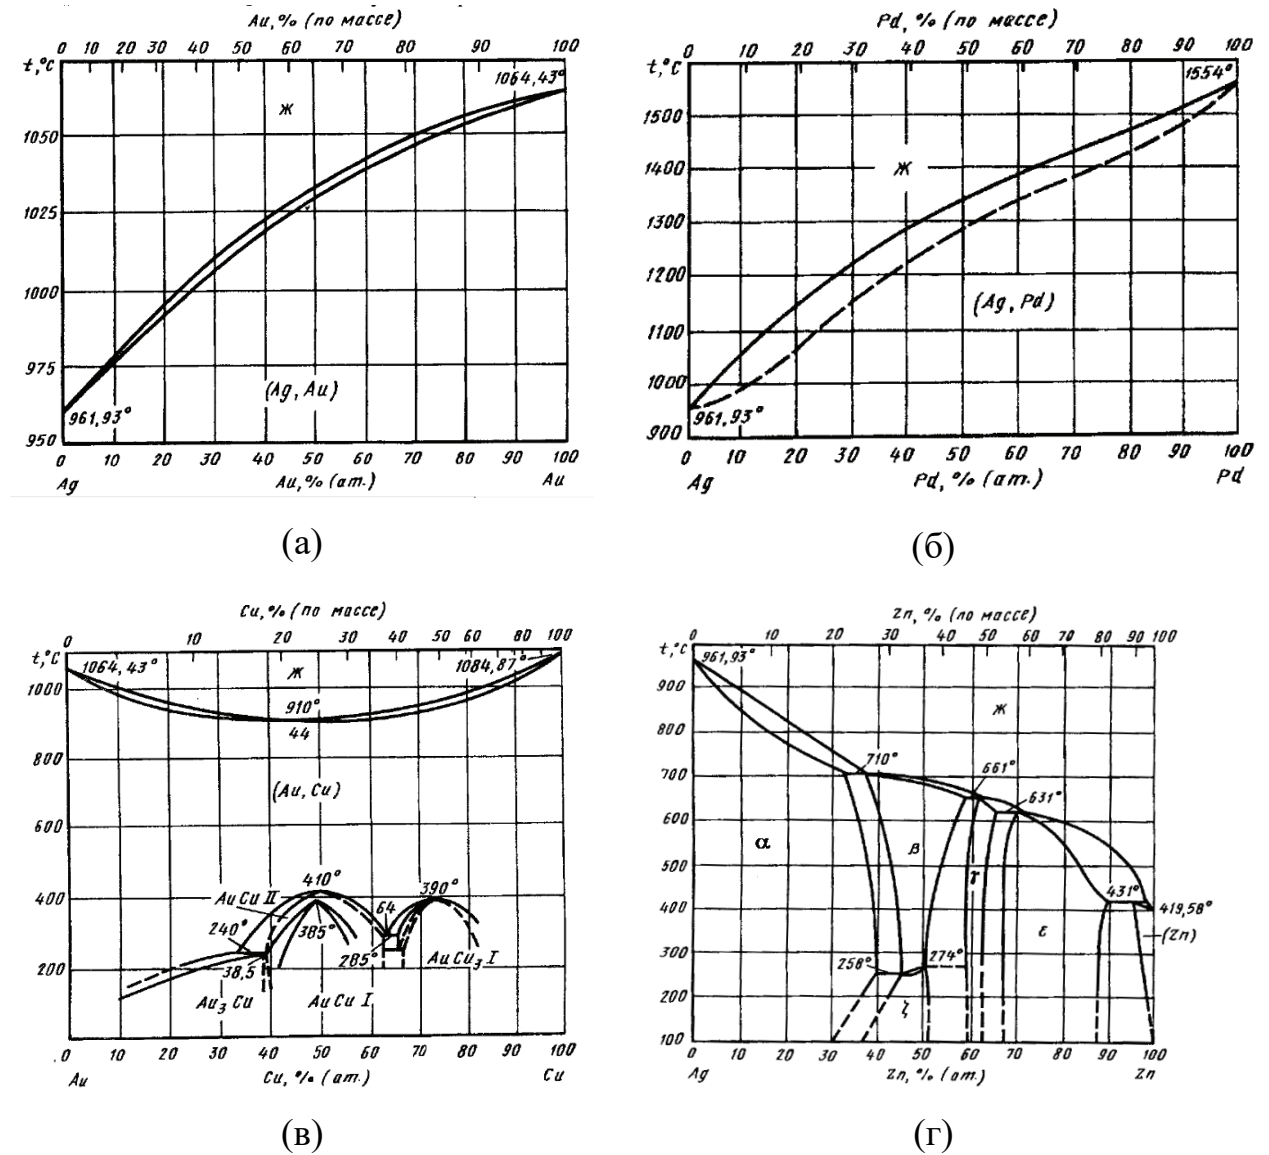 Au, % (по массе)
0 10 20 30 40 50 60 70 80 90 100
t, °C
1064,43°
ж
1050
1025
1000
975
(Ag, Au)
961,93°
950
0 10 20 30 40 50 60 70 80 90 100
Ag Au, % (ат.) Au
(а)
Pd, % (по массе)
0 10 20 30 40 50 60 70 80 90 100
t, °C
1554°
1500
ж
1400
1300
1200
(Ag, Pd)
1100
1000
961,93°
900
0 10 20 30 40 50 60 70 80 90 100
Ag Pd, % (ат.) Pd
(б)
Cu, % (по массе)
0 10 20 30 40 50 60 80 100
t, °C
1064,43° 1084,87°
ж
1000
910°
44
800
(Au, Cu)
600
410° 390°
AuCu II
400
64
240° 385°
285°
38,5
AuCu₃ I
200
Au₃Cu AuCu I
0 10 20 30 40 50 60 70 80 90 100
Au Cu, % (ат.) Cu
(в)
Zn, % (по массе)
0 10 20 30 40 50 60 70 80 90 100
t, °C
961,93°
900
ж
800
710°
661°
700
631°
600
α β γ
500
431°
419,58°
400
(Zn)
ε
300
258° 274°
200
ζ
100
0 10 20 30 40 50 60 70 80 90 100
Ag Zn, % (ат.) Zn
(г)